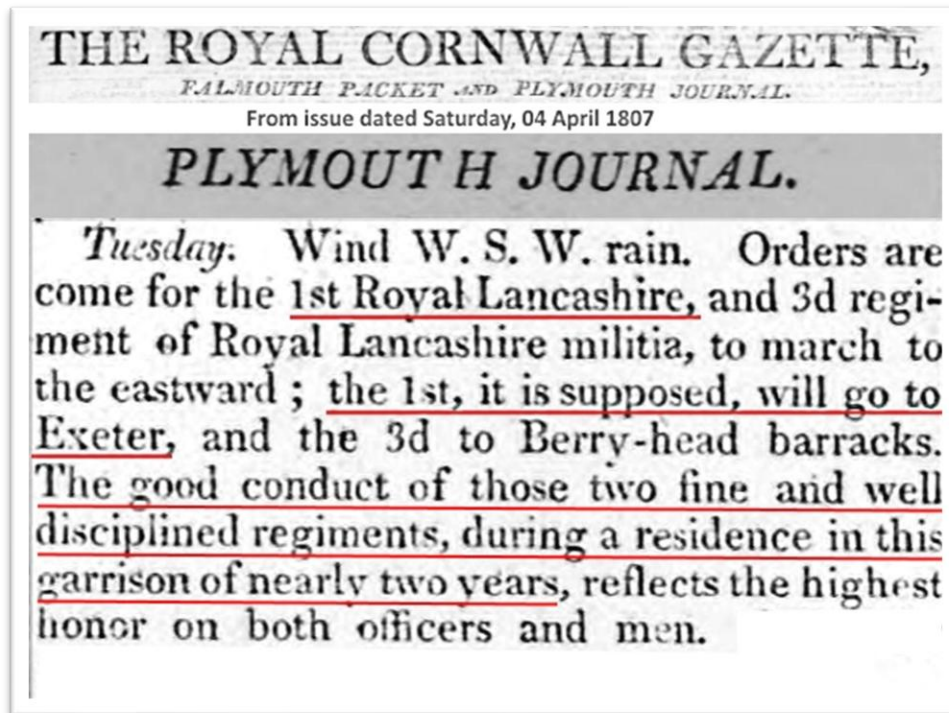 THE ROYAL CORNWALL GAZETTE,
FALMOUTH PACKET AND PLYMOUTH JOURNAL.
From issue dated Saturday, 04 April 1807
PLYMOUTH JOURNAL.
Tuesday. Wind W. S. W. rain. Orders are
come for the 1st Royal Lancashire, and 3d regi-
ment of Royal Lancashire militia, to march to
the eastward ; the 1st, it is supposed, will go to
Exeter, and the 3d to Berry-head barracks.
The good conduct of those two fine and well
disciplined regiments, during a residence in this
garrison of nearly two years, reflects the highest
honor on both officers and men.